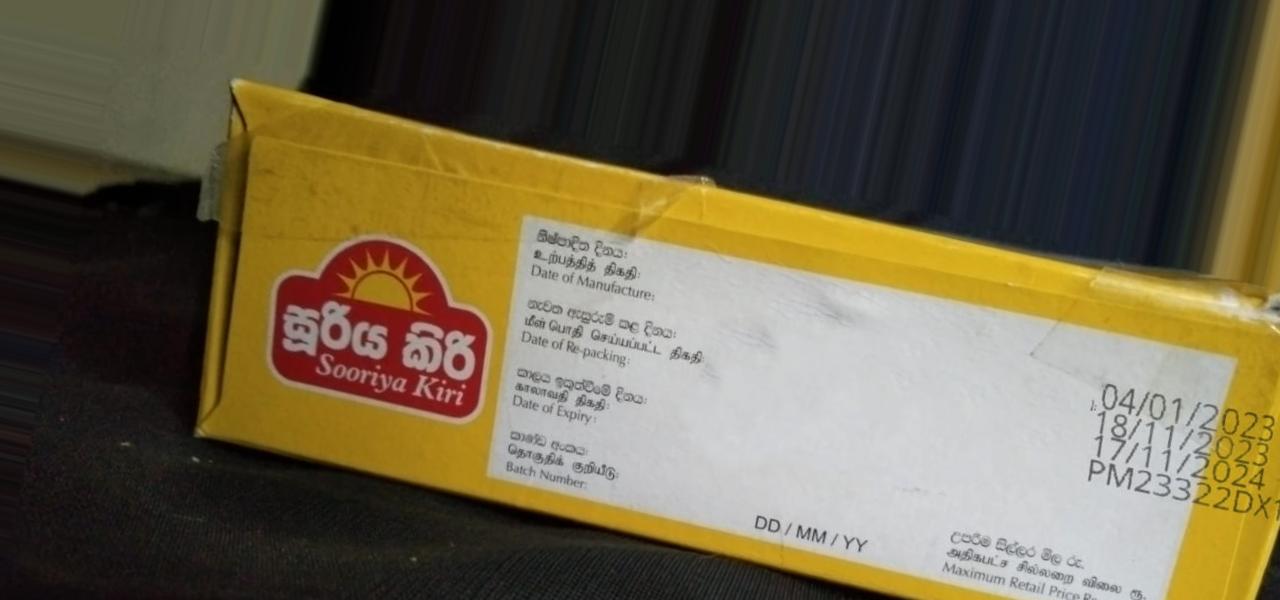 සූරිය කිරි
Sooriya Kiri
නිෂ්පාදිත දිනය:
உற்பத்தித் திகதி:
Date of Manufacture:
නැවත ඇසුරුම් කළ දිනය:
மீள் பொதி செய்யப்பட்ட திகதி:
Date of Re-packing:
කාලය ඉකුත්වීමේ දිනය:
காலாவதி திகதி:
Date of Expiry:
කාණ්ඩ අංකය:
தொகுதிக் குறியீடு:
Batch Number:
04/01/2023
18/11/2023
17/11/2024
PM23322DX1
DD / MM / YY
උපරිම සිල්ලර මිල රු.
அதிகபட்ச சில்லறை விலை ரூ.
Maximum Retail Price